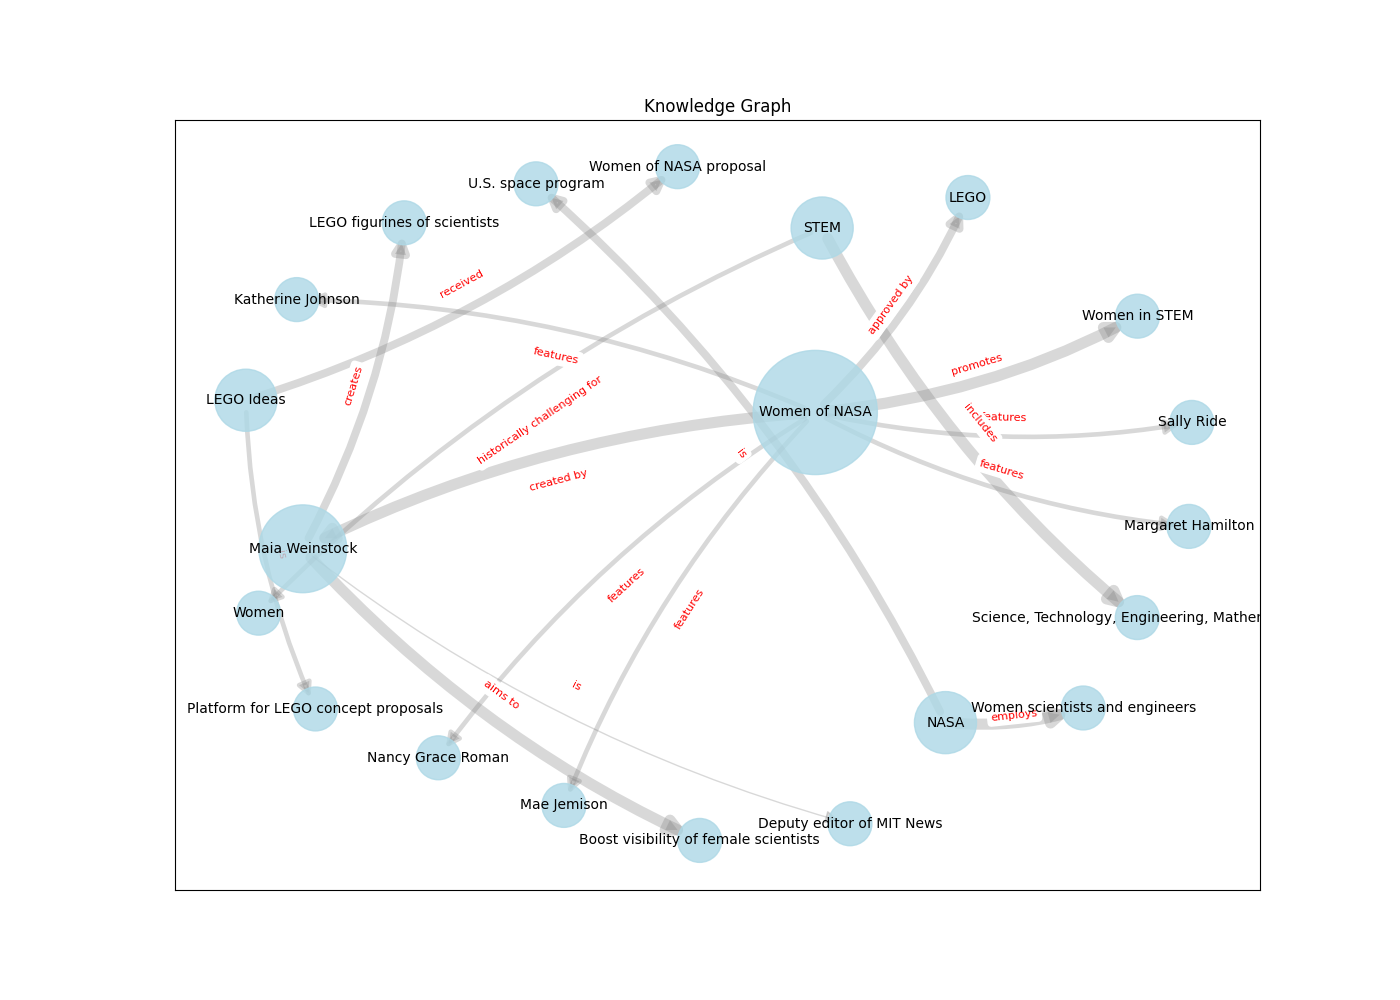 Knowledge Graph
Women of NASA proposal
U.S. space program
LEGO
LEGO figurines of scientists
STEM
received
Katherine Johnson
approved by
Women in STEM
features
promotes
creates
LEGO Ideas
historically challenging for
Women of NASA
features
includes
Sally Ride
is
features
created by
Margaret Hamilton
Maia Weinstock
is
features
features
Women
Science, Technology, Engineering, Mather
is
aims to
Platform for LEGO concept proposals
Women scientists and engineers
employs
NASA
Nancy Grace Roman
Mae Jemison
Deputy editor of MIT News
Boost visibility of female scientists